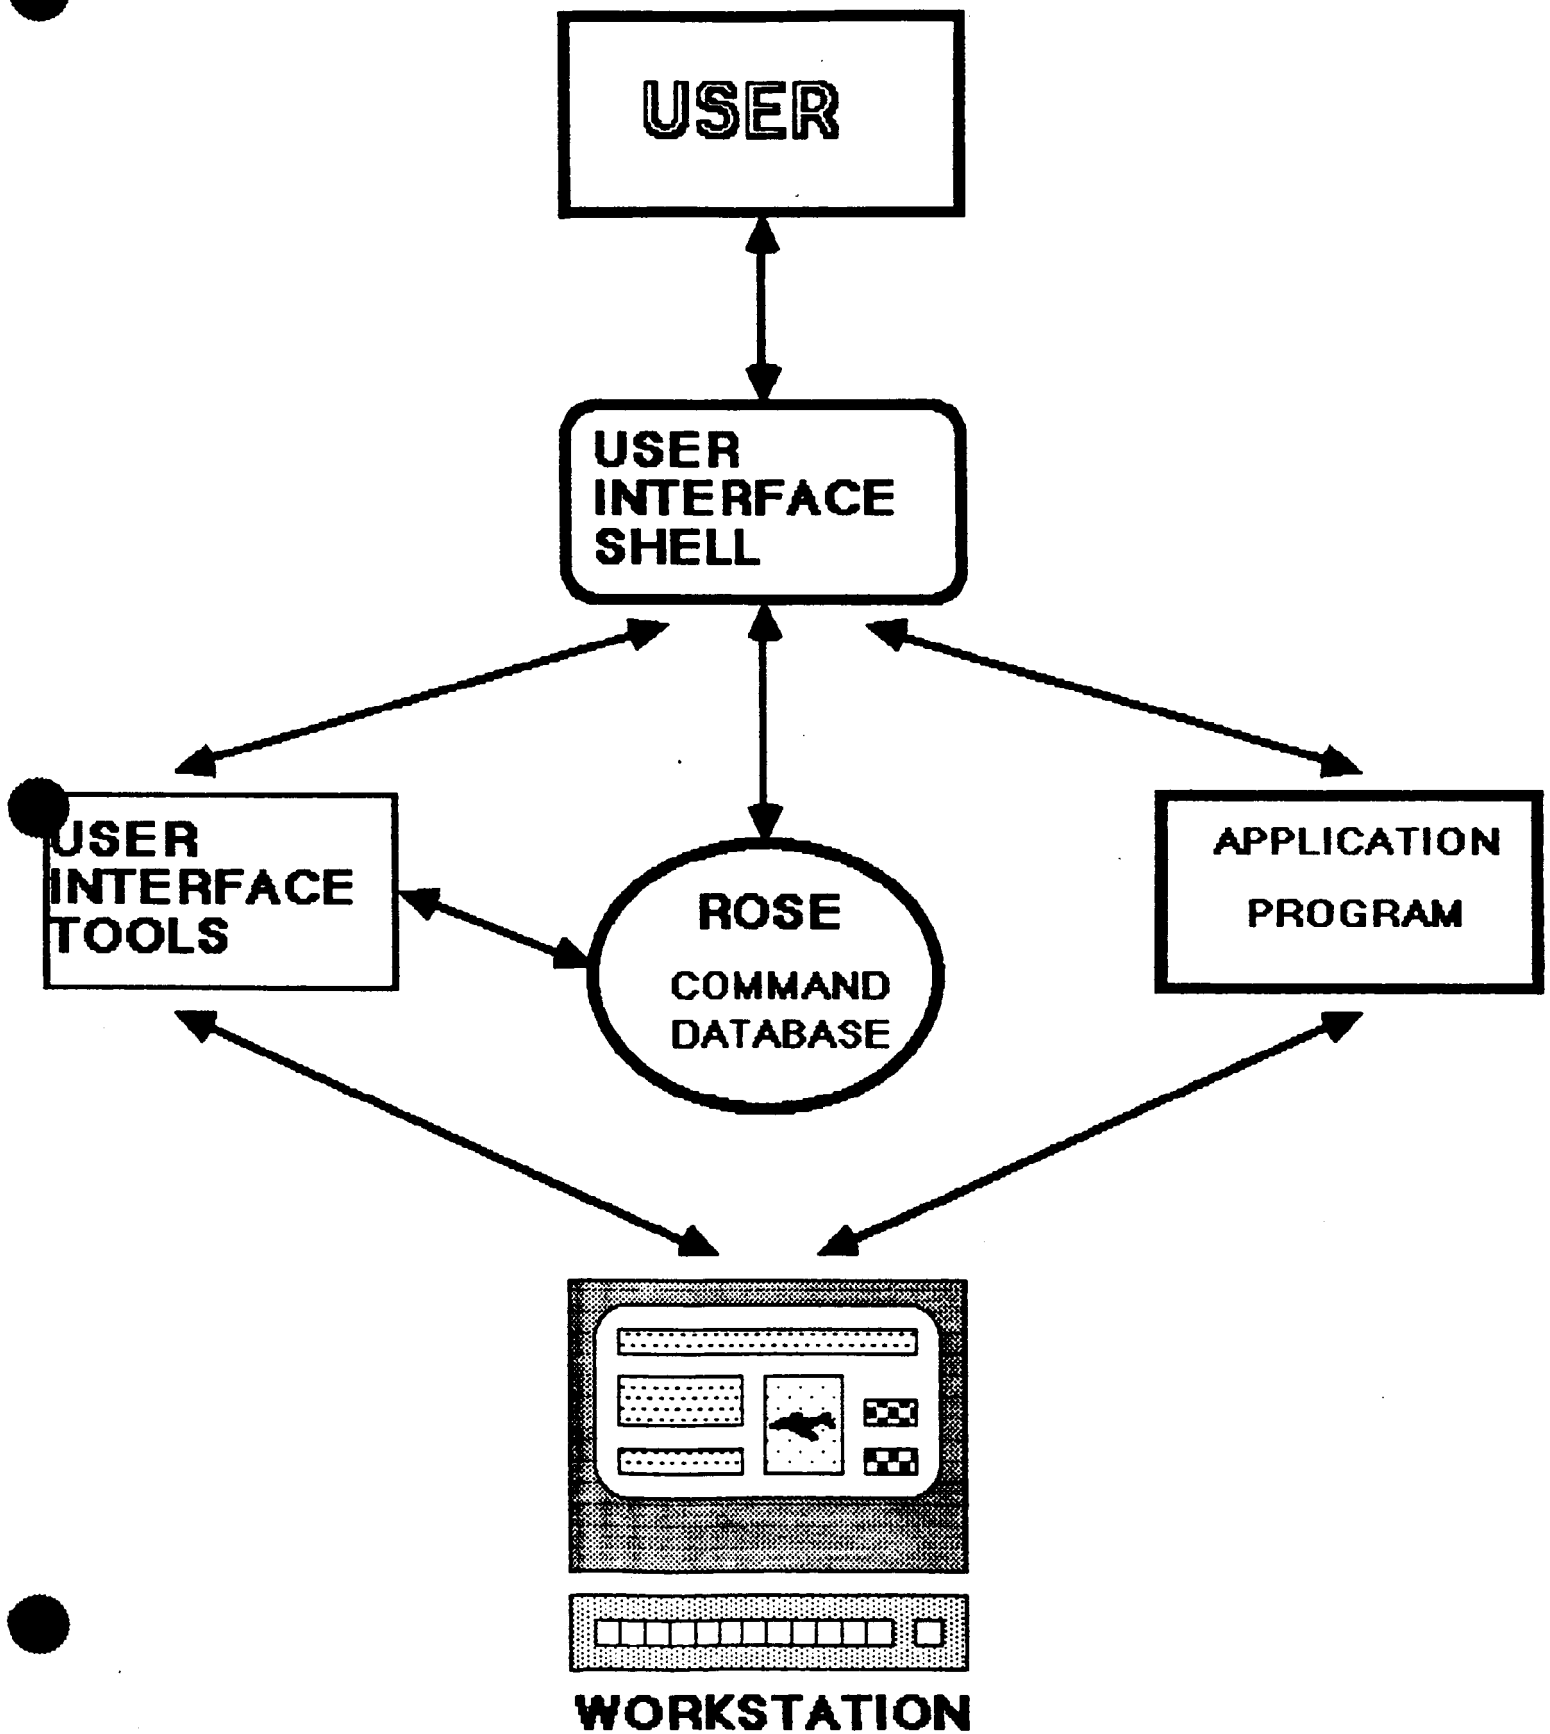 USER
USER
INTERFACE
SHELL
USER
INTERFACE
TOOLS
ROSE
COMMAND
DATABASE
APPLICATION
PROGRAM
WORKSTATION